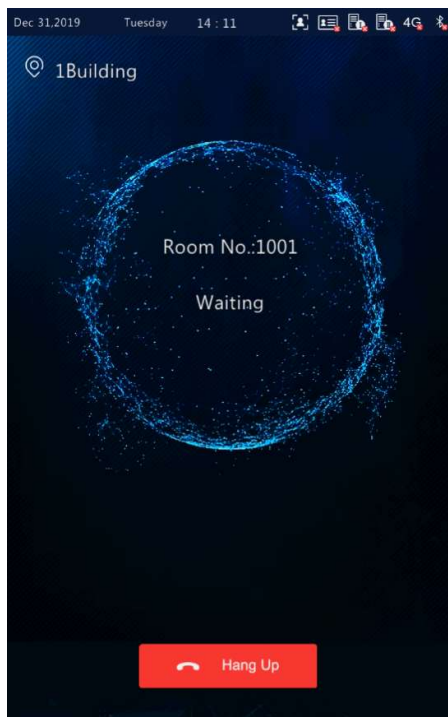 Dec 31,2019 Tuesday 14 : 11 4G
1Building
Room No.:1001
Waiting
Hang Up